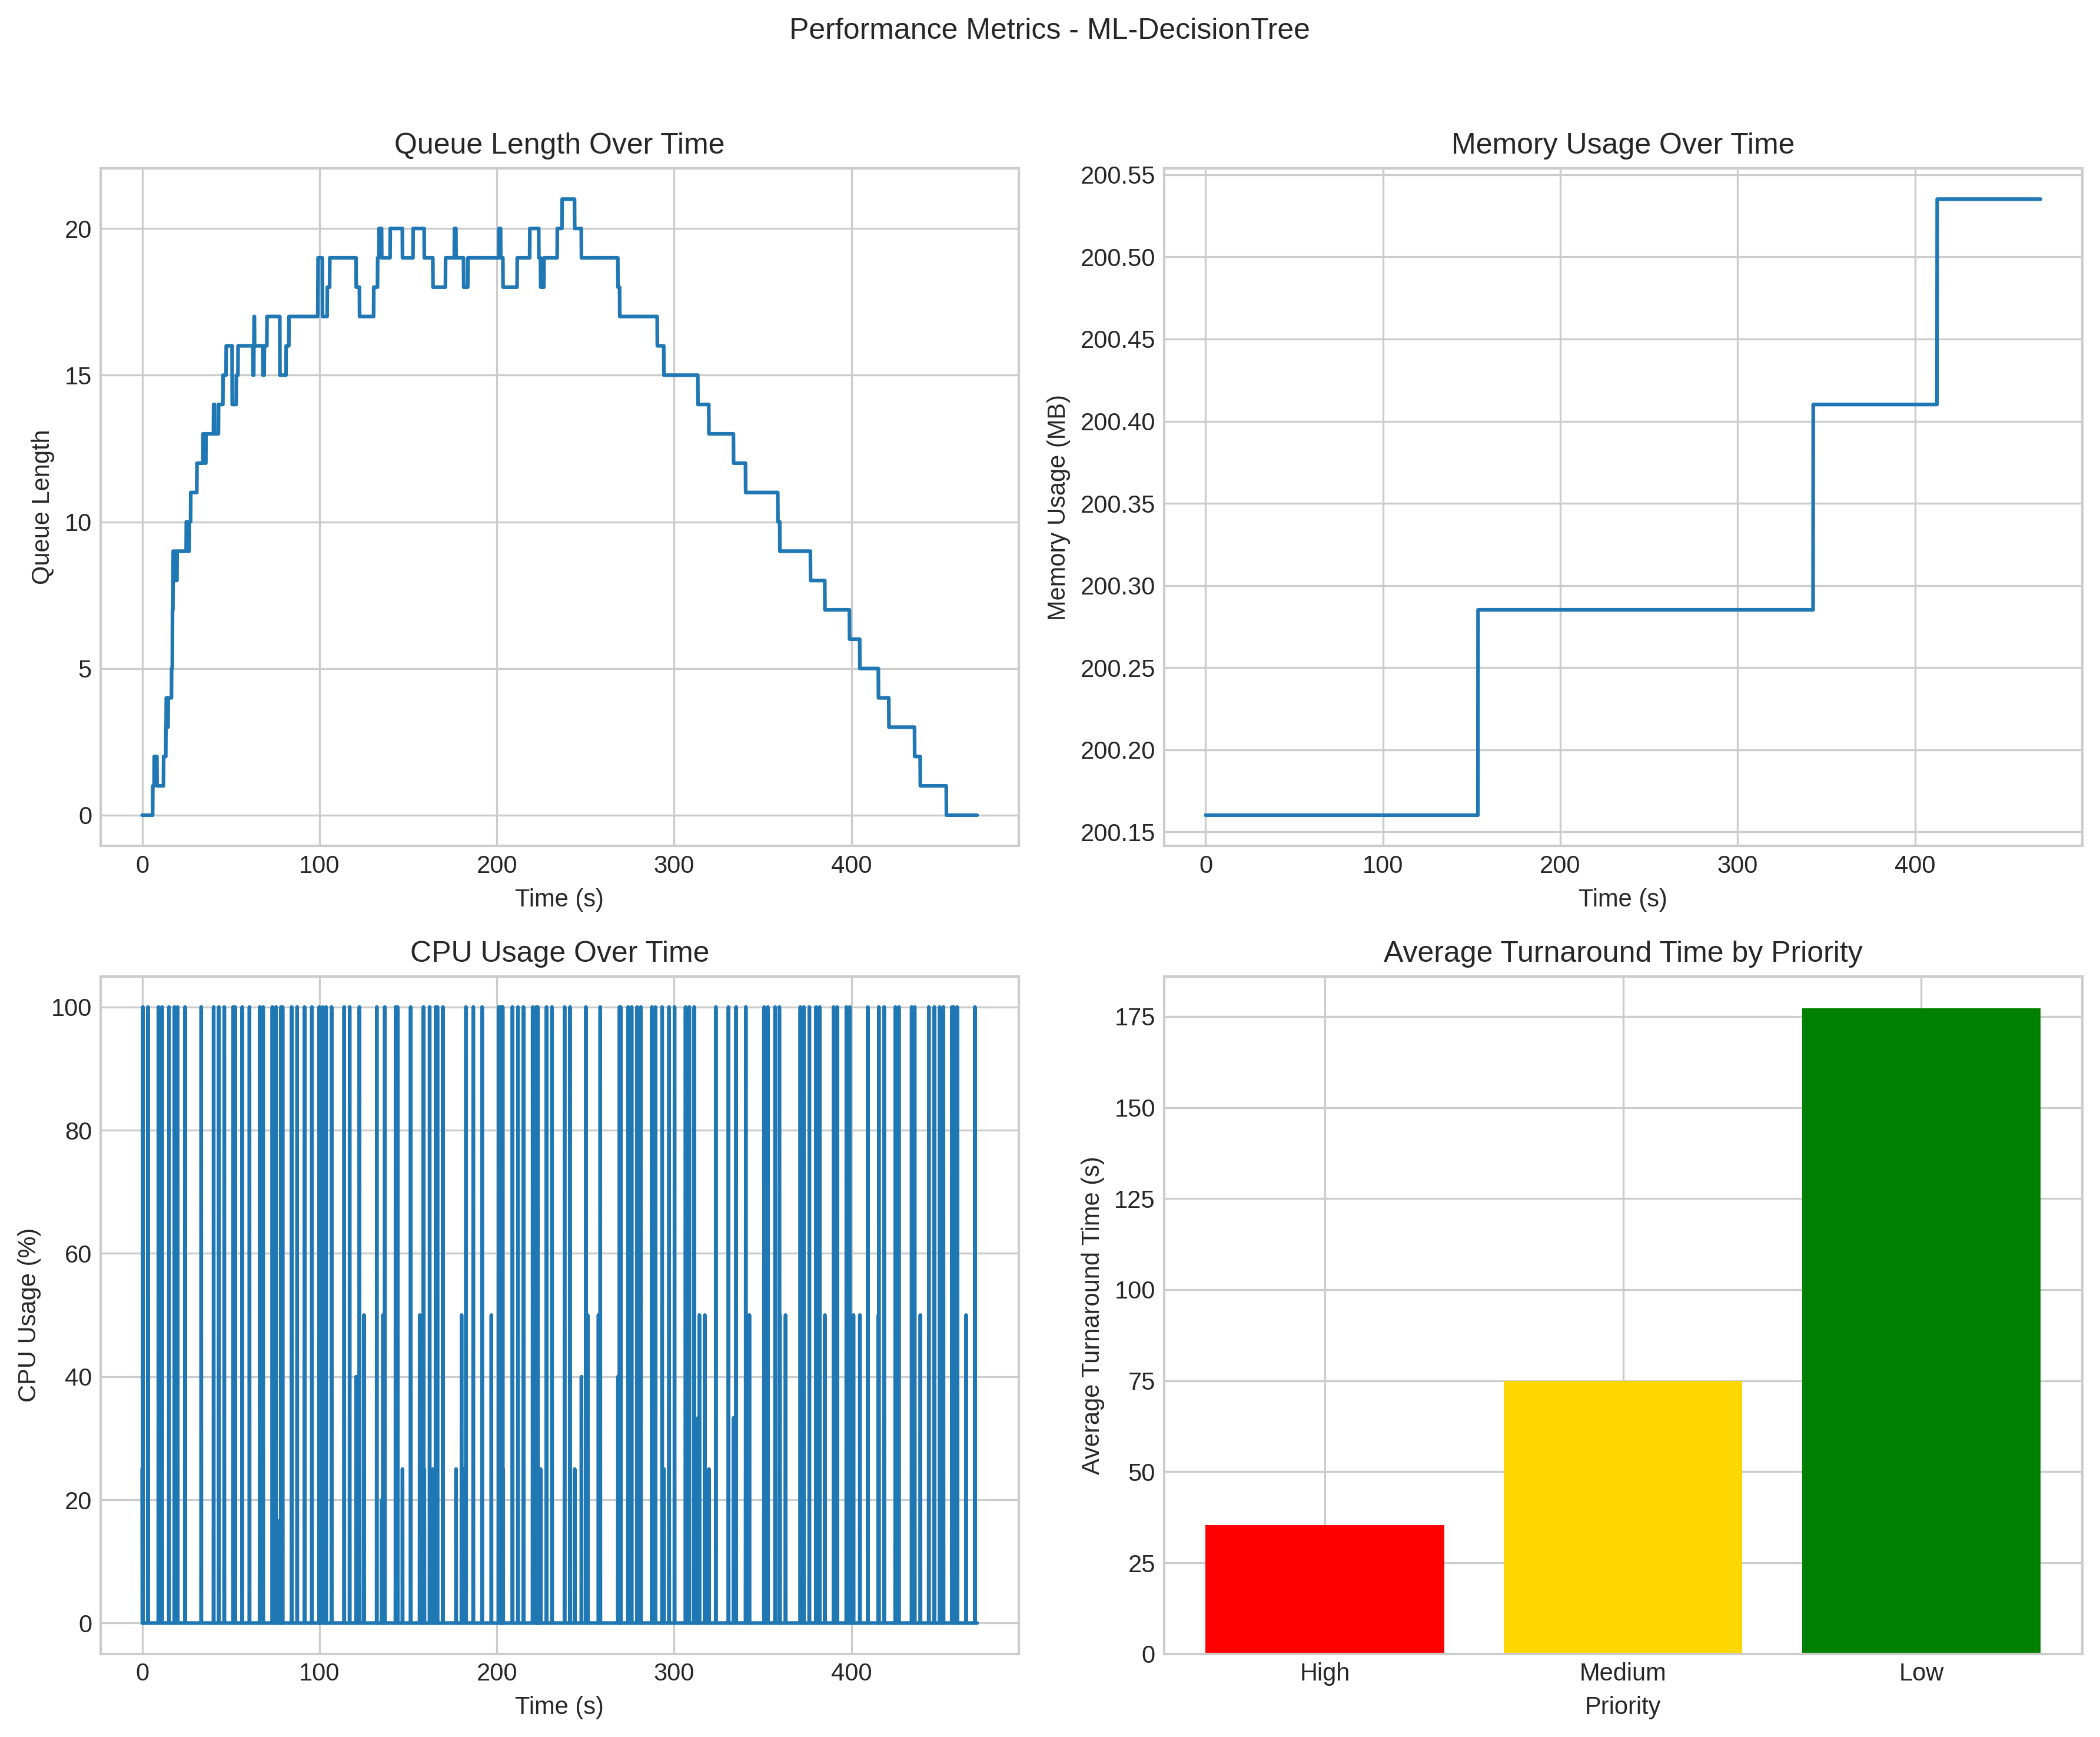 Performance Metrics - ML-DecisionTree
Queue Length Over Time
Queue Length
20
15
10
5
0
0 100 200 300 400
Time (s)
Memory Usage Over Time
Memory Usage (MB)
200.55
200.50
200.45
200.40
200.35
200.30
200.25
200.20
200.15
0 100 200 300 400
Time (s)
CPU Usage Over Time
CPU Usage (%)
100
80
60
40
20
0
0 100 200 300 400
Time (s)
Average Turnaround Time by Priority
Average Turnaround Time (s)
175
150
125
100
75
50
25
0
High Medium Low
Priority